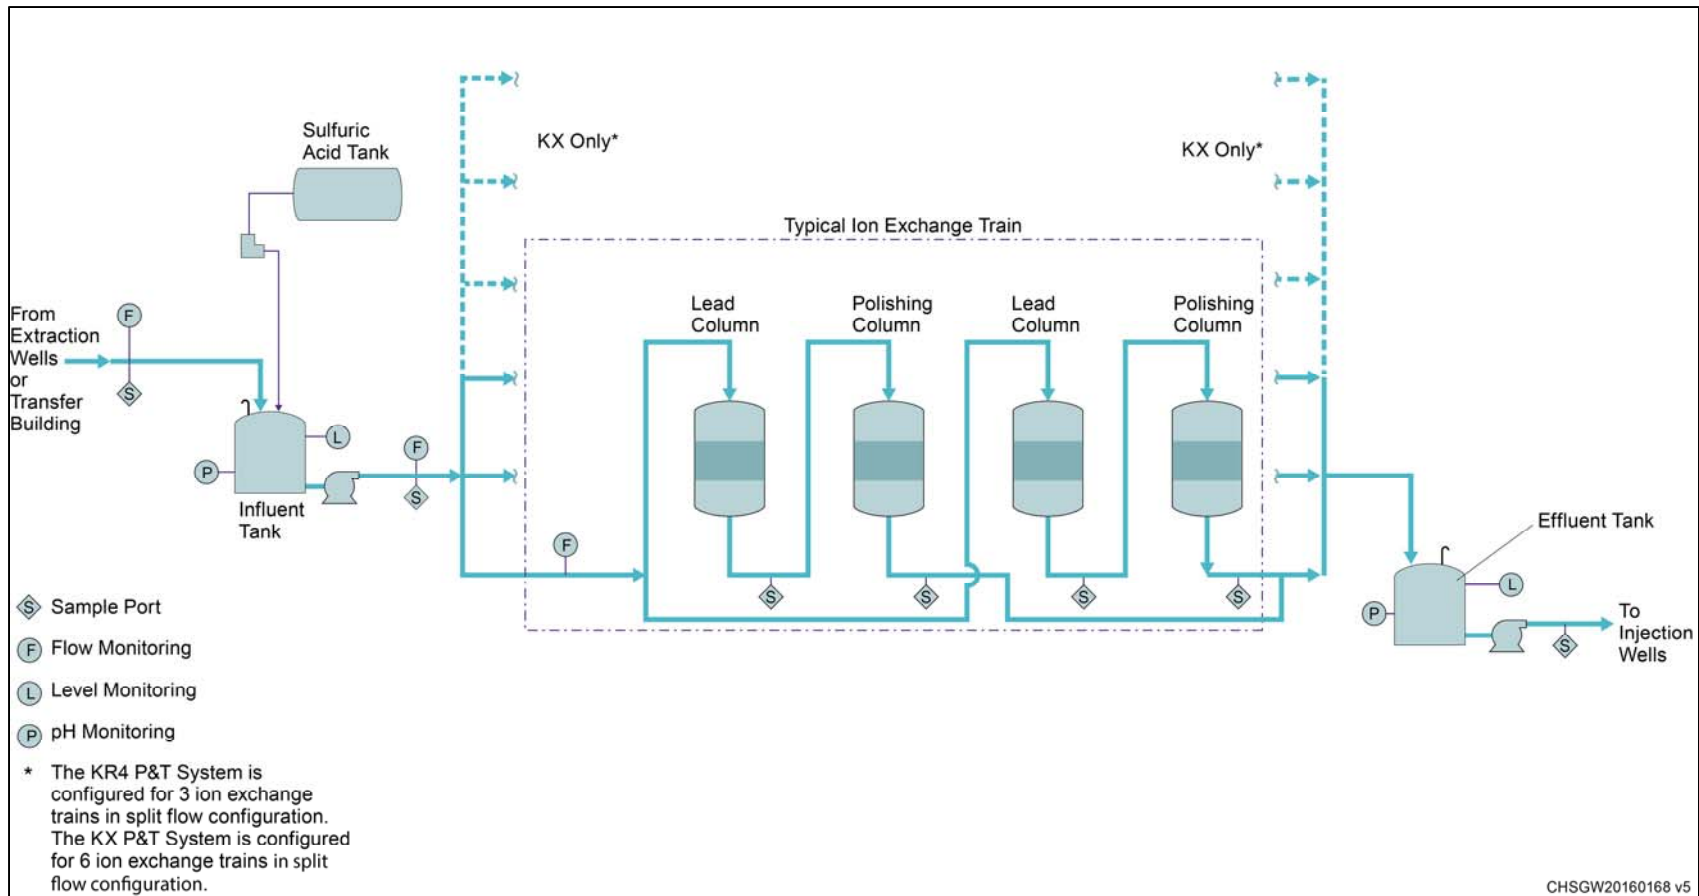 Sulfuric
Acid Tank
KX Only*
KX Only*
Typical Ion Exchange Train
From
Extraction
Wells
or
Transfer
Building
F
S
Lead
Column
Polishing
Column
Lead
Column
Polishing
Column
L
P
F
S
Influent
Tank
F
S
S
S
S
Effluent Tank
L
P
S
To
Injection
Wells
S Sample Port
F Flow Monitoring
L Level Monitoring
P pH Monitoring
* The KR4 P&T System is
configured for 3 ion exchange
trains in split flow configuration.
The KX P&T System is configured
for 6 ion exchange trains in split
flow configuration.
CHSGW20160168 v5